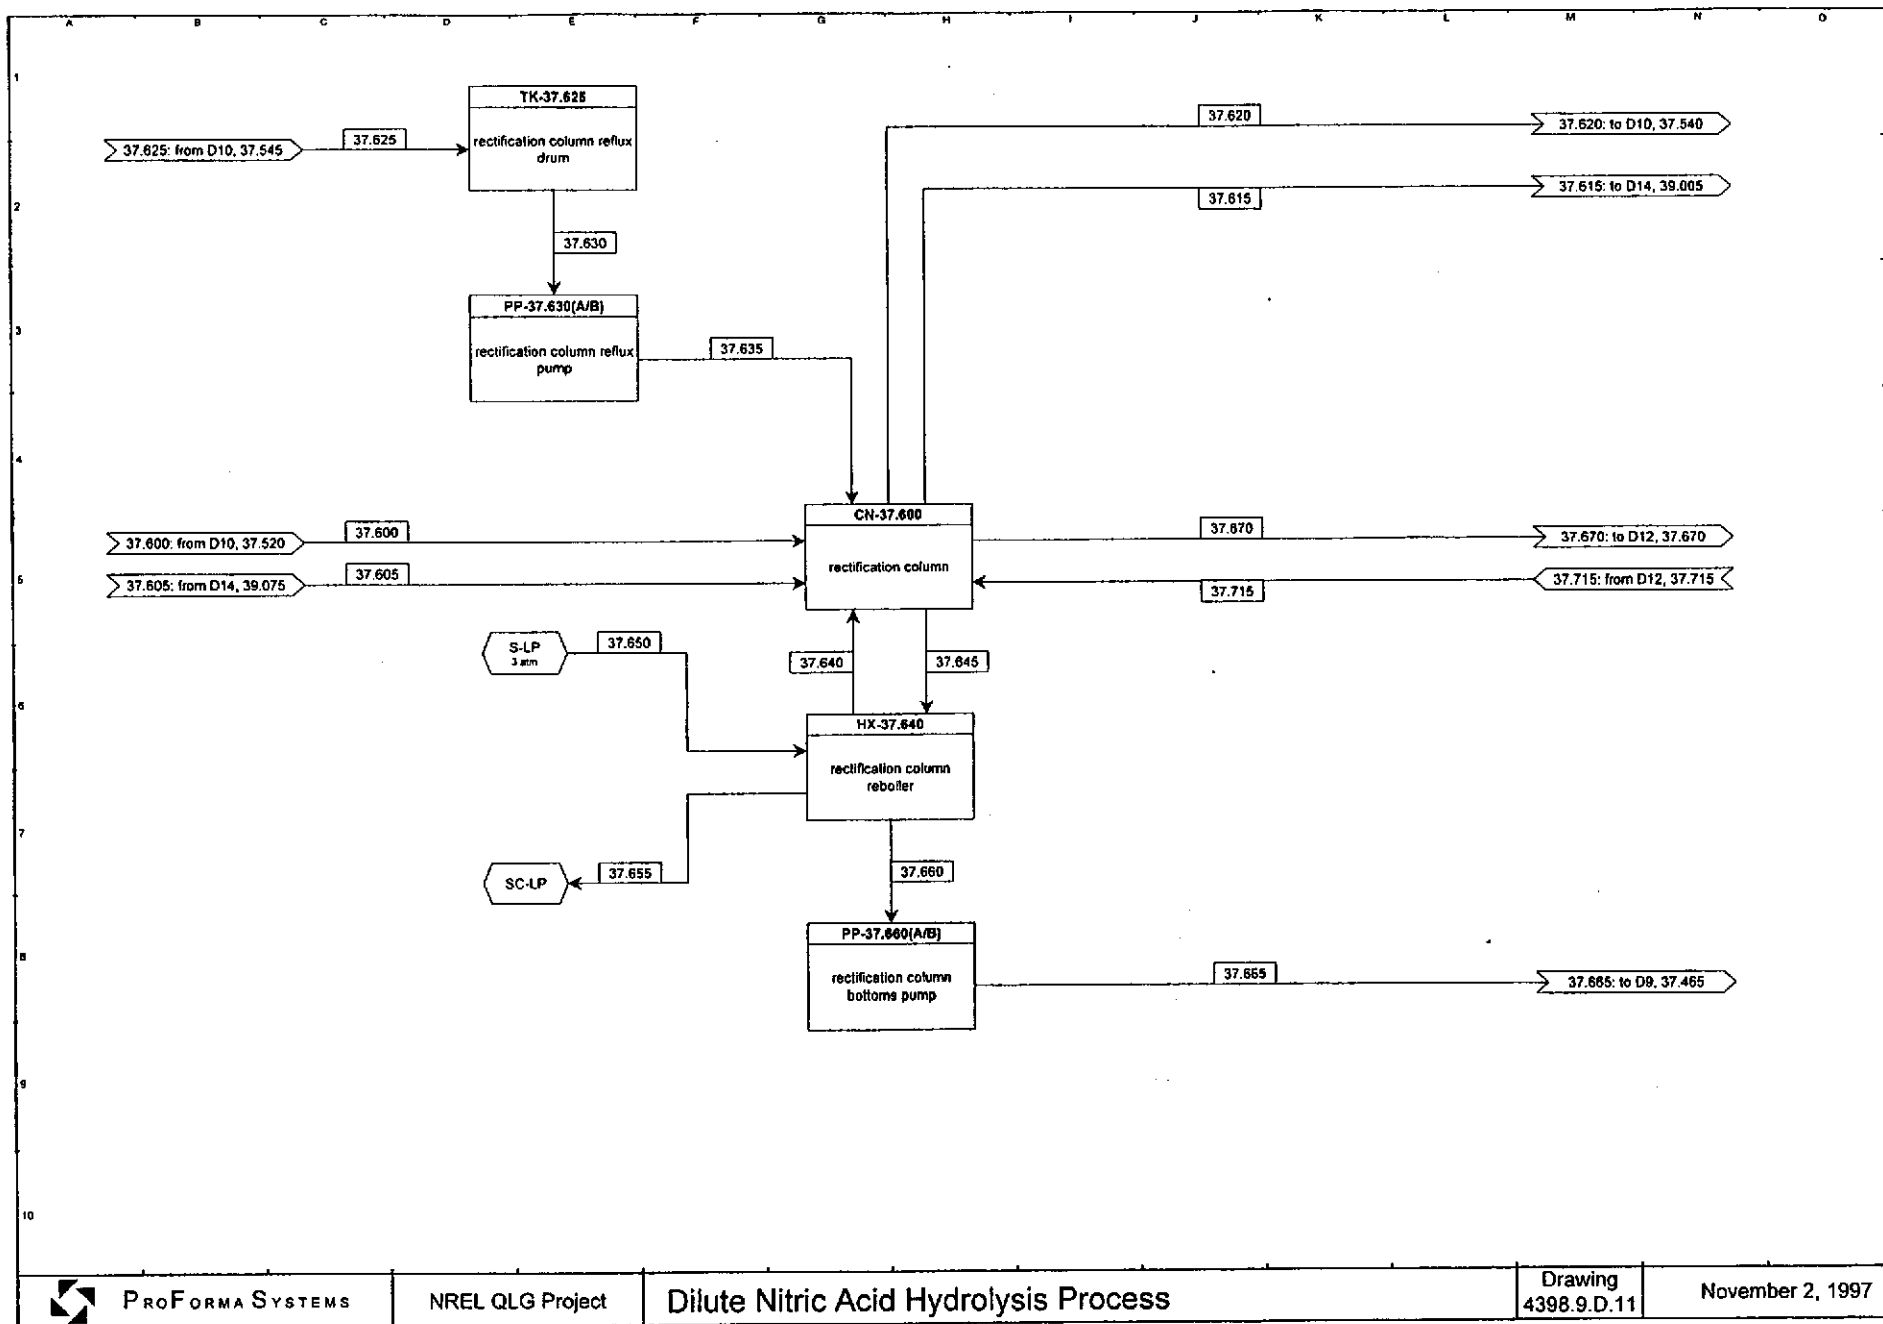 A B C D E F G H I J K L M N O
1
TK-37.625
37.620
37.620: to D10, 37.540
37.625: from D10, 37.545
37.625
rectification column reflux
drum
37.615: to D14, 39.005
37.615
2
37.630
PP-37.630(A/B)
3
37.635
rectification column reflux
pump
4
CN-37.600
37.600: from D10, 37.520
37.600
37.670
37.670: to D12, 37.670
rectification column
5
37.605: from D14, 39.075
37.605
37.715
37.715: from D12, 37.715
S-LP
3 atm
37.650
37.640
37.645
6
HX-37.640
rectification column
reboiler
7
SC-LP
37.655
37.660
PP-37.660(A/B)
8
rectification column
bottoms pump
37.665
37.665: to D9, 37.465
9
10
PROFORMA SYSTEMS
NREL QLG Project
Dilute Nitric Acid Hydrolysis Process
Drawing
4398.9.D.11
November 2, 1997